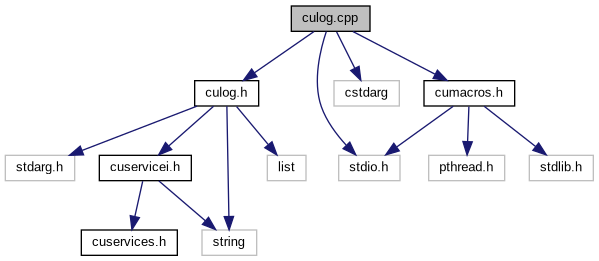 culog.cpp
culog.h
cstdarg
cumacros.h
stdarg.h
cuservicei.h
list
stdio.h
pthread.h
stdlib.h
cuservices.h
string